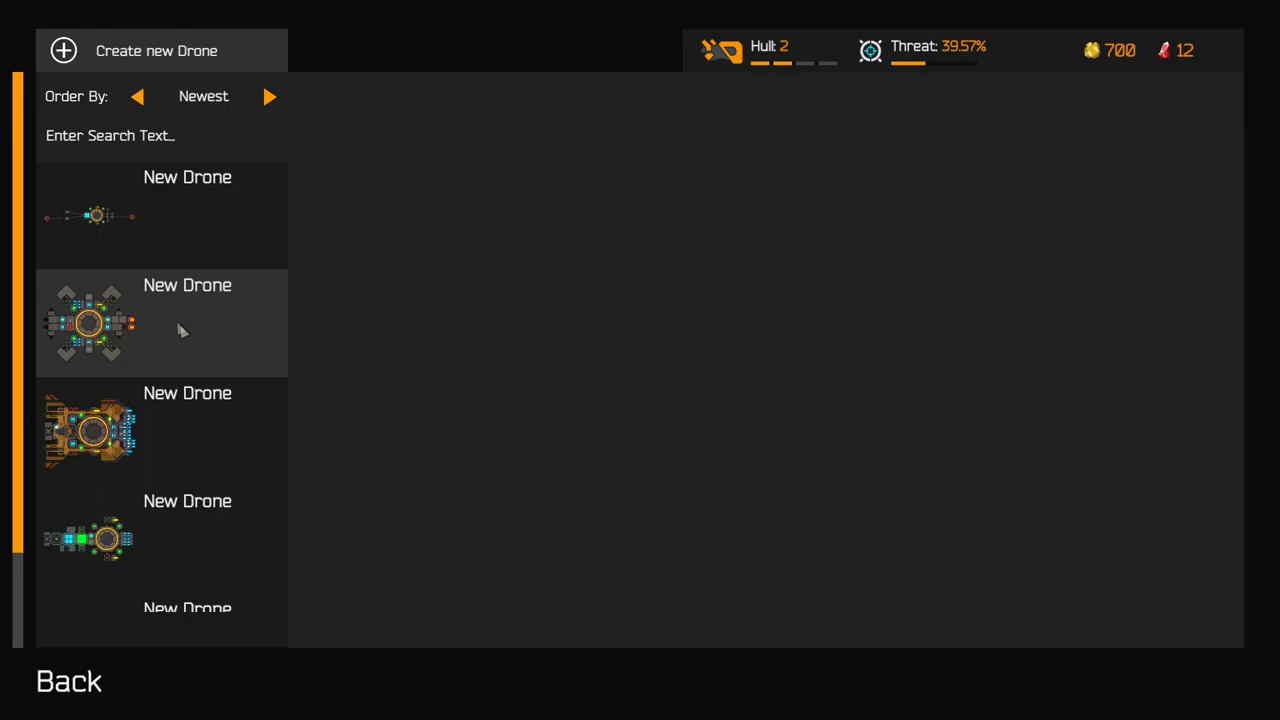 Create new Drone
Hull: 2
Threat: 39.57%
700
12
Order By:
Newest
Enter Search Text...
New Drone
New Drone
New Drone
New Drone
New Drone
Back